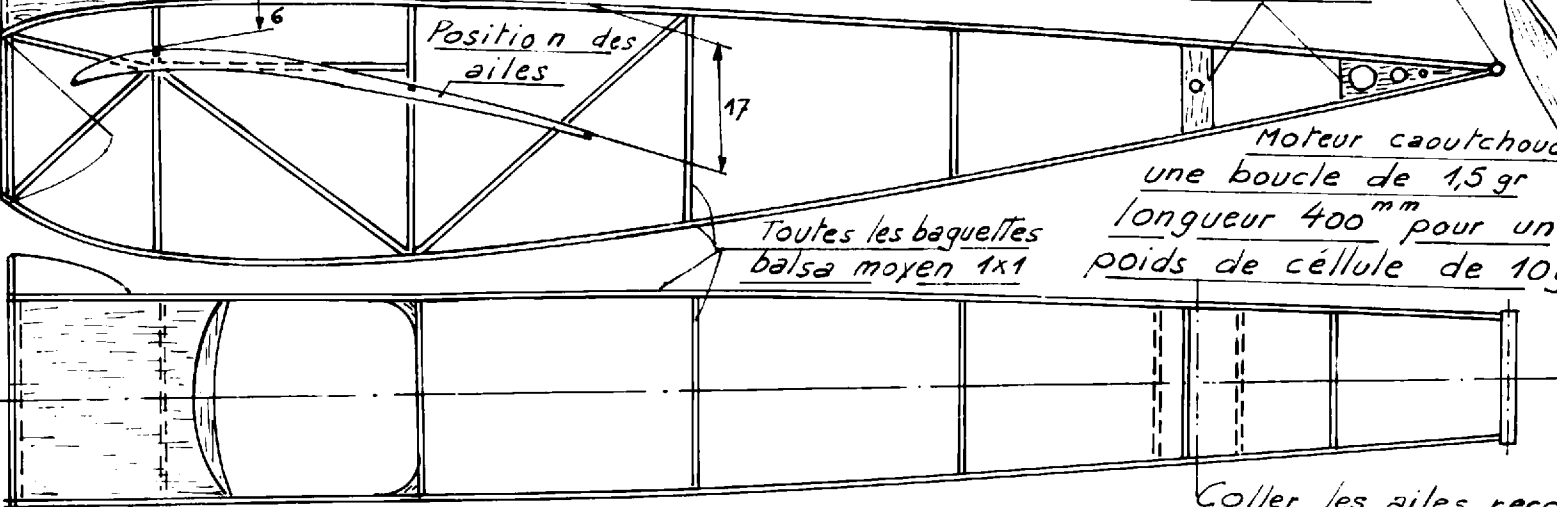 6
Position des
ailes
17
Moteur caoutchouc
une boucle de 1,5 gr
longueur 400 mm pour un
poids de céllule de 10
Toutes les baguettes
balsa moyen 1x1
Coller les ailes